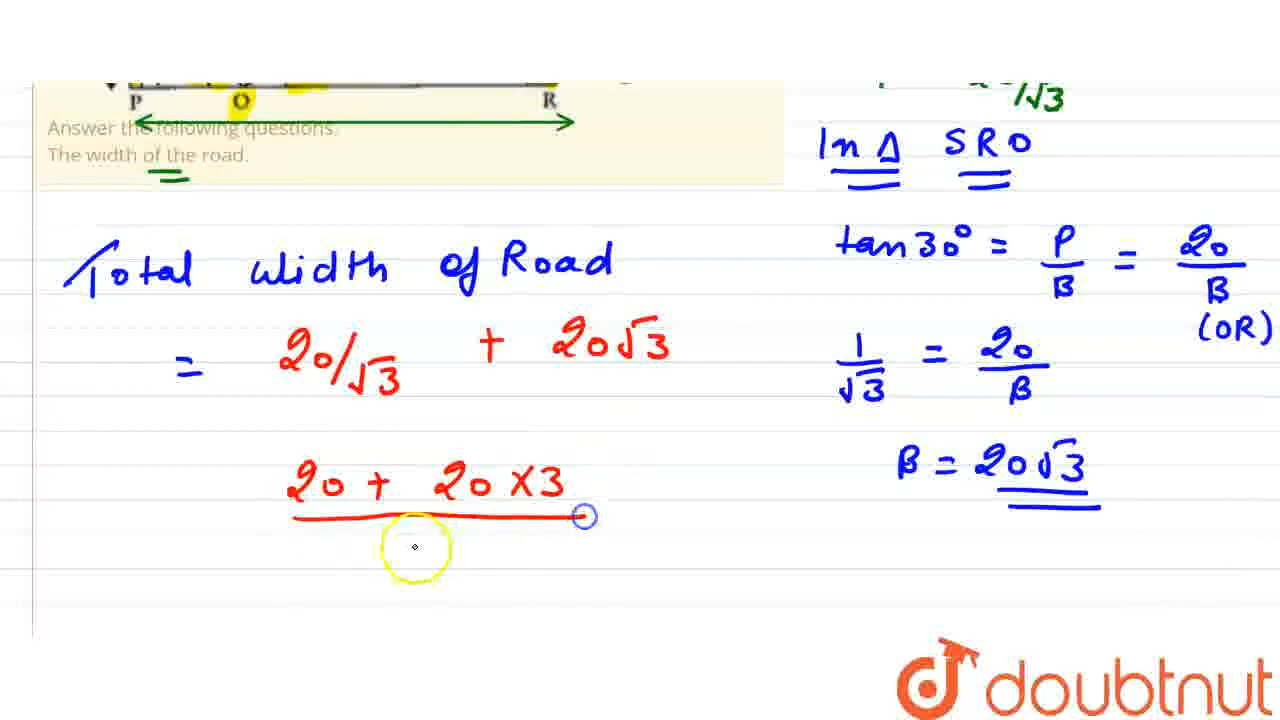 P O R
Answer the following questions.
The width of the road.
Total width of Road
= 20/√3 + 20√3
20 + 20 × 3
/√3
In Δ SRO
tan 30° = P/B = 20/B
(OR)
1/√3 = 20/B
B = 20√3
doubtnut